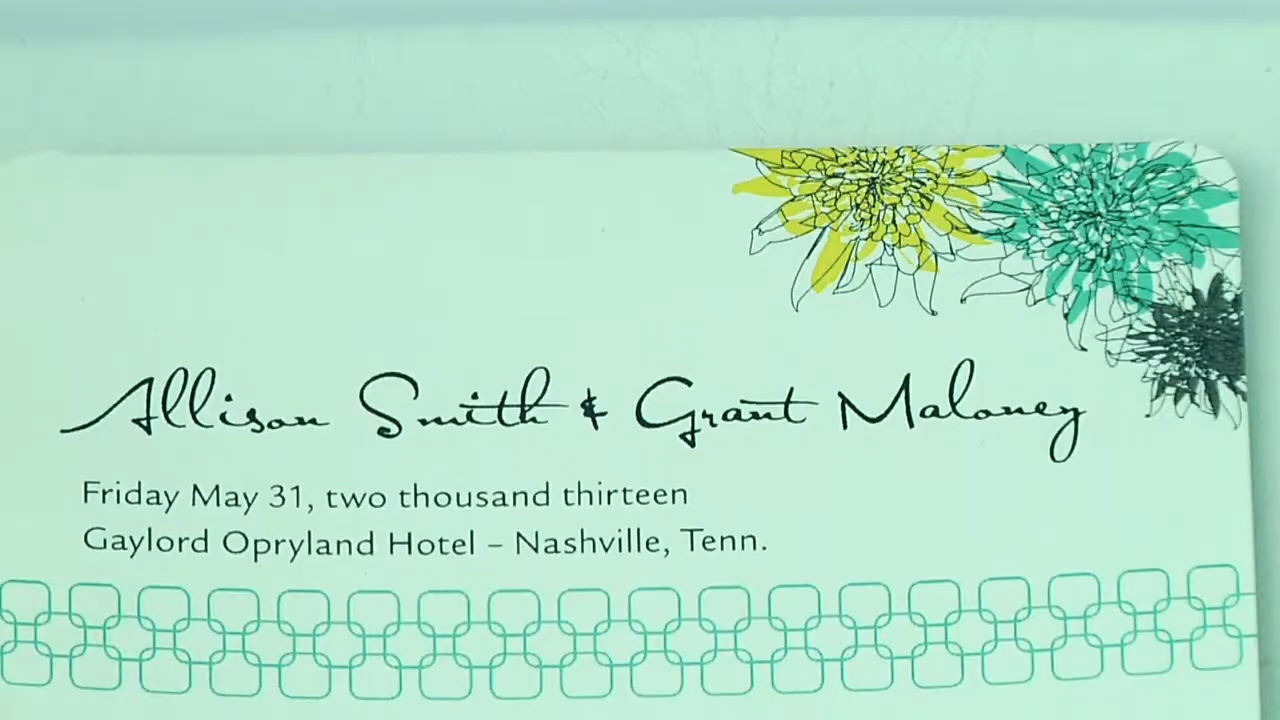 Allison Smith & Grant Maloney
Friday May 31, two thousand thirteen
Gaylord Opryland Hotel – Nashville, Tenn.